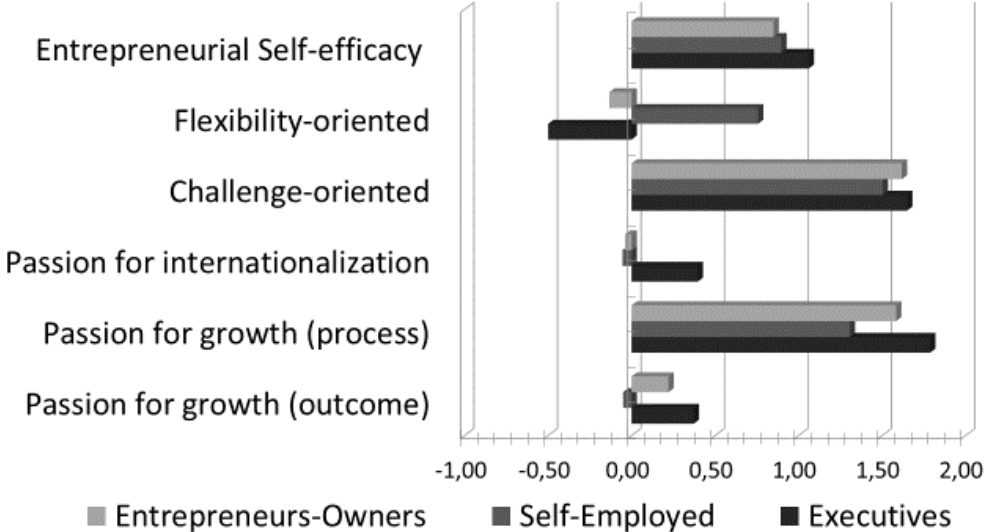 Entrepreneurial Self-efficacy
Flexibility-oriented
Challenge-oriented
Passion for internationalization
Passion for growth (process)
Passion for growth (outcome)
-1,00 -0,50 0,00 0,50 1,00 1,50 2,00
Entrepreneurs-Owners Self-Employed Executives